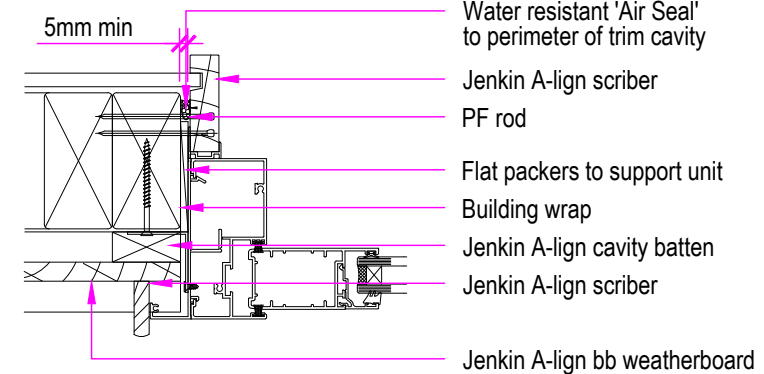 Water resistant 'Air Seal'
to perimeter of trim cavity
5mm min
Jenkin A-lign scriber
PF rod
Flat packers to support unit
Building wrap
Jenkin A-lign cavity batten
Jenkin A-lign scriber
Jenkin A-lign bb weatherboard